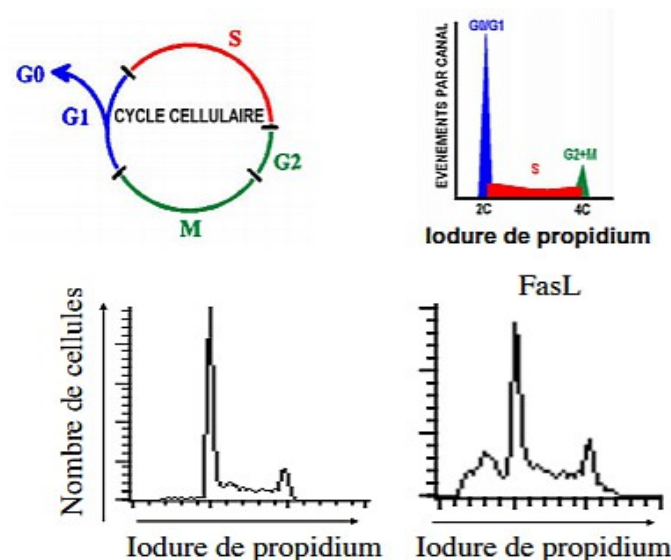 S
G0
G1
CYCLE CELLULAIRE
G2
M
EVENEMENTS PAR CANAL
G0/G1
S
G2+M
2C
4C
Iodure de propidium
FasL
Nombre de cellules
Iodure de propidium
Iodure de propidium